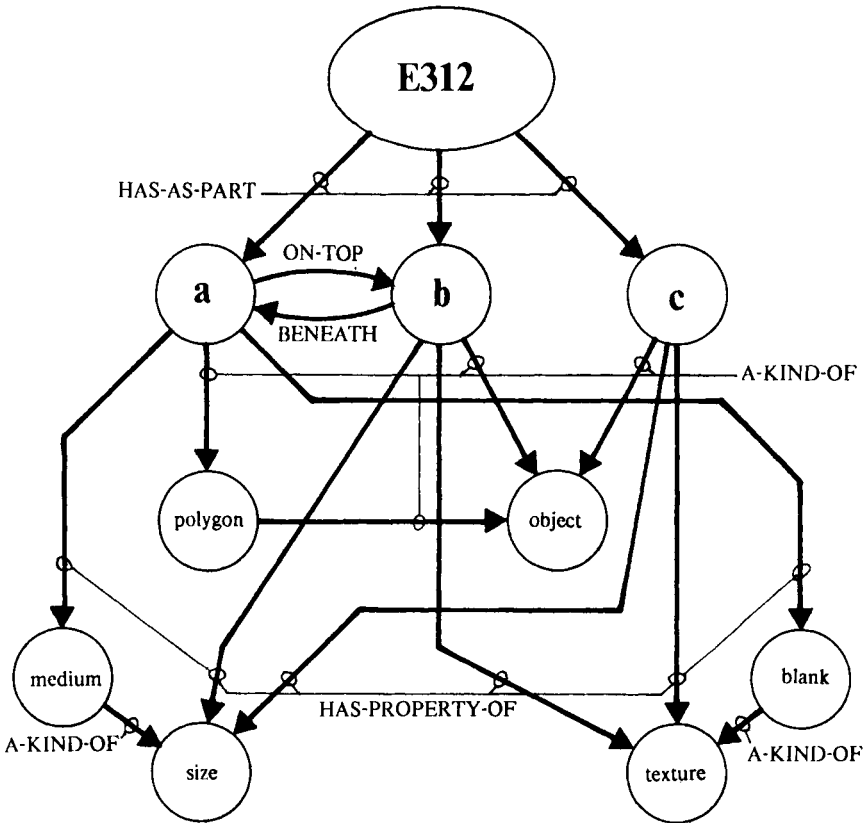 E312
HAS-AS-PART
a
ON-TOP
b
c
BENEATH
A-KIND-OF
polygon
object
medium
blank
HAS-PROPERTY-OF
A-KIND-OF
A-KIND-OF
size
texture